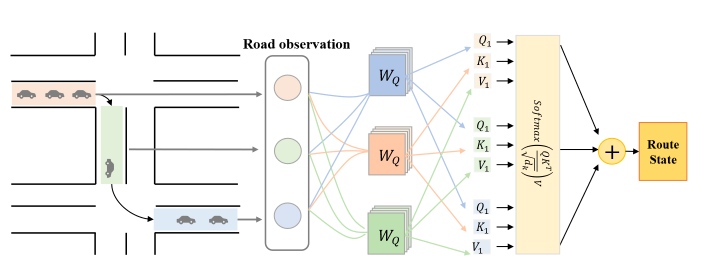 Road observation
W_Q
W_Q
W_Q
Q_1
K_1
V_1
Q_1
K_1
V_1
Q_1
K_1
V_1
Softmax(QK^T/√d_k)V
+
Route
State